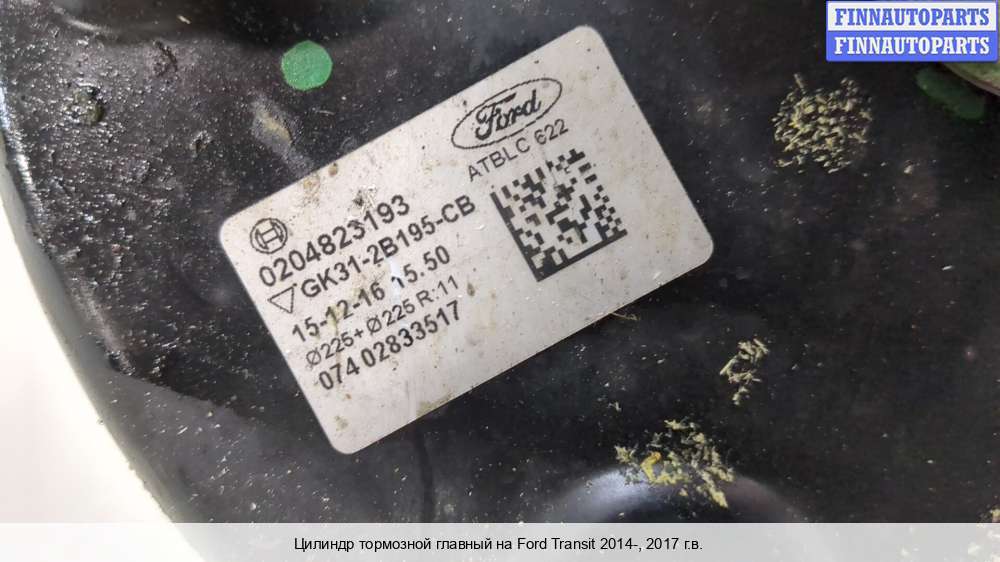 FINNAUTOPARTS
FINNAUTOPARTS
Ford
ATBLC 622
0204823193
GK31-2B195-CB
15-12-16 15.50
Ø225+Ø225 R:11
074 02833517
Цилиндр тормозной главный на Ford Transit 2014-, 2017 г.в.